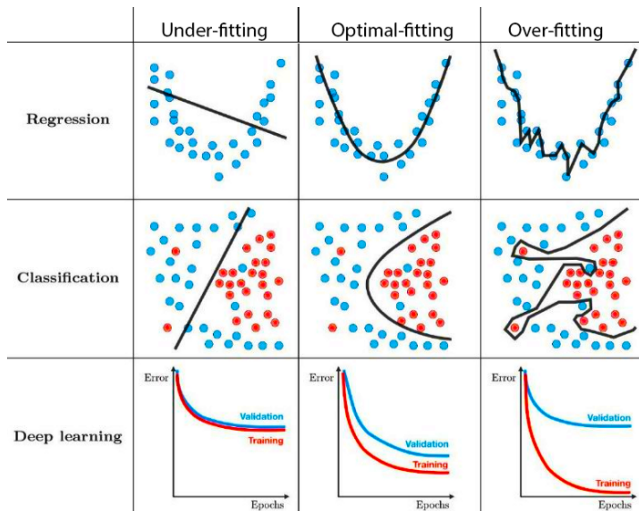 Under-fitting
Optimal-fitting
Over-fitting
Regression
Classification
Deep learning
Error
Validation
Training
Epochs
Error
Validation
Training
Epochs
Error
Validation
Training
Epochs